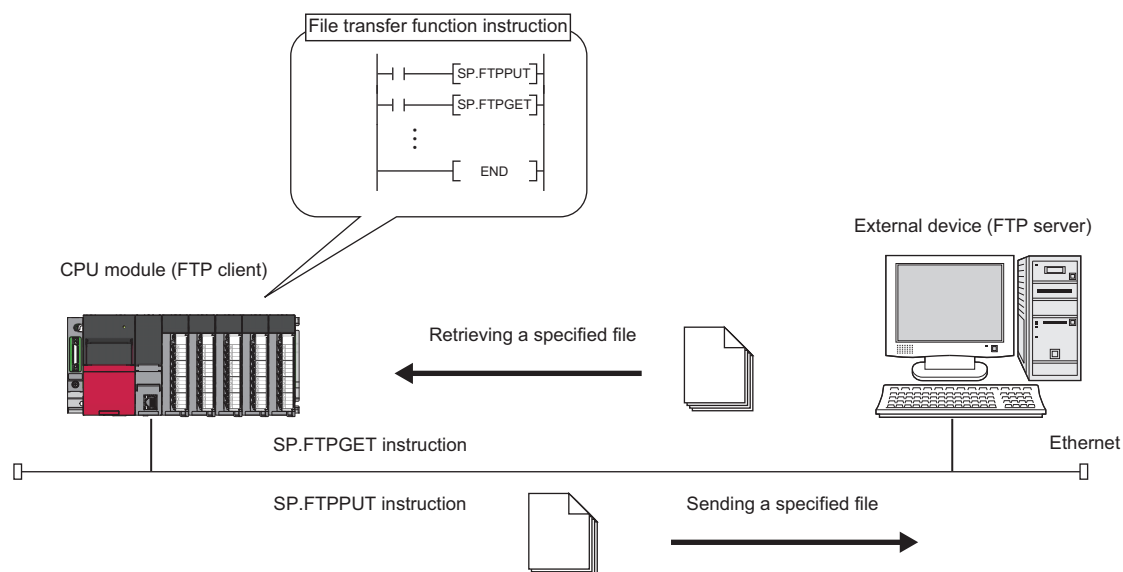 File transfer function instruction
SP.FTPPUT
SP.FTPGET
END
External device (FTP server)
CPU module (FTP client)
Retrieving a specified file
SP.FTPGET instruction
Ethernet
SP.FTPPUT instruction
Sending a specified file